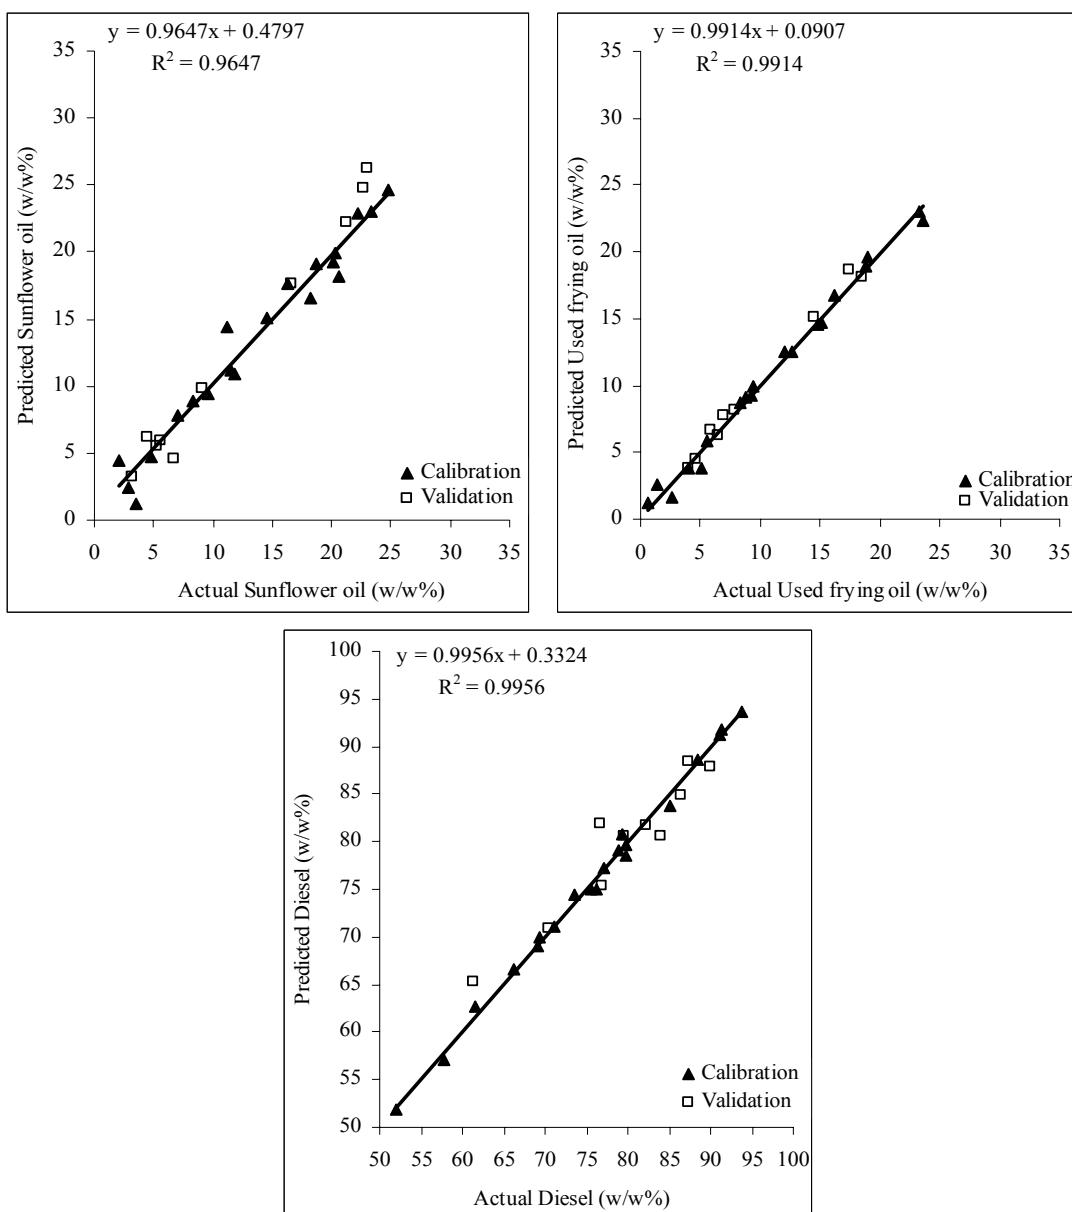 y = 0.9647x + 0.4797
R² = 0.9647
35
30
25
20
15
10
5
0
0 5 10 15 20 25 30 35
Predicted Sunflower oil (w/w%)
Actual Sunflower oil (w/w%)
Calibration
Validation
y = 0.9914x + 0.0907
R² = 0.9914
35
30
25
20
15
10
5
0
0 5 10 15 20 25 30 35
Predicted Used frying oil (w/w%)
Actual Used frying oil (w/w%)
Calibration
Validation
y = 0.9956x + 0.3324
R² = 0.9956
100
95
90
85
80
75
70
65
60
55
50
50 55 60 65 70 75 80 85 90 95 100
Predicted Diesel (w/w%)
Actual Diesel (w/w%)
Calibration
Validation